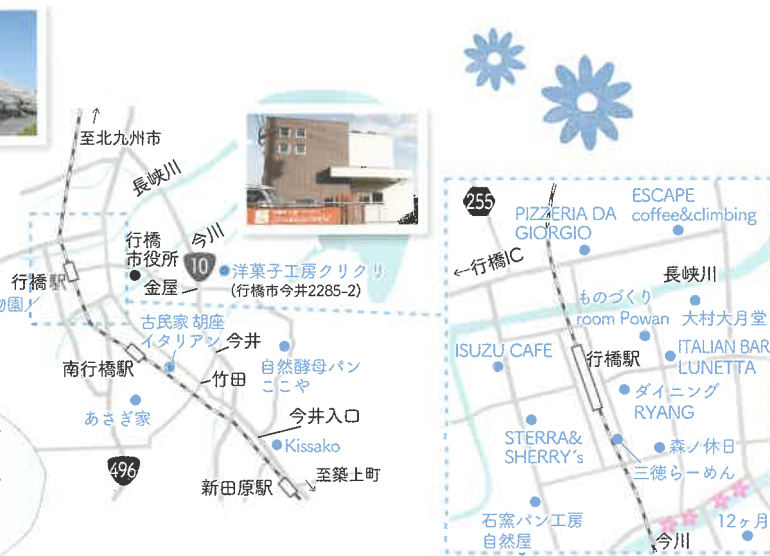 至北九州市
長峡川
行橋
市役所
今川
10
洋菓子工房クリクリ
(行橋市今井2285-2)
金屋
行橋駅
物園
古民家 胡座
イタリアン
今井
南行橋駅
竹田
自然酵母パン
ここや
あさぎ家
今井入口
Kissako
496
新田原駅
至築上町
255
PIZZERIA DA
GIORGIO
ESCAPE
coffee&climbing
←行橋IC
長峡川
ものづくり
room Powan
大村大月堂
ISUZU CAFE
行橋駅
ITALIAN BAR
LUNETTA
ダイニング
RYANG
STERRA&
SHERRY's
森ノ休日
三徳らーめん
石窯パン工房
自然屋
12ヶ月
今川